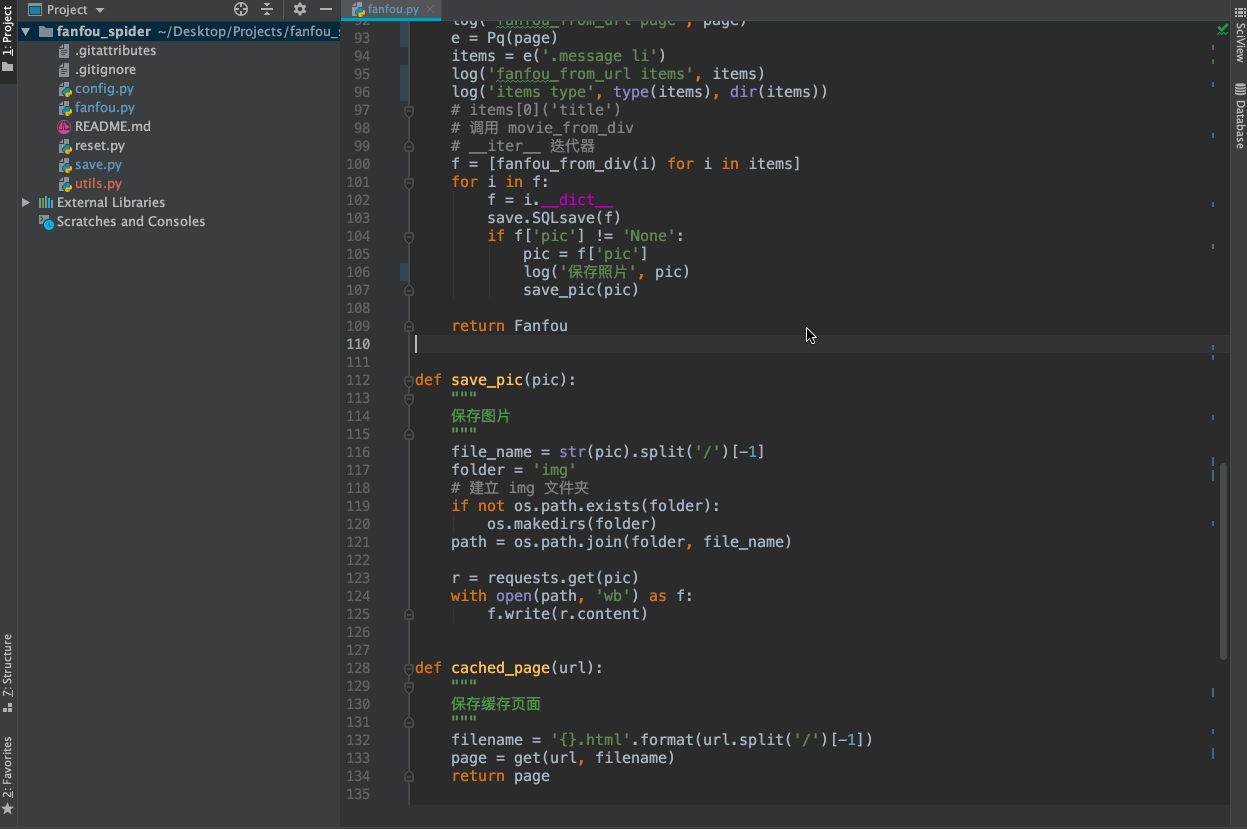 1: Project
Project
fanfou.py
fanfou_spider ~/Desktop/Projects/fanfou_s
.gitattributes
.gitignore
config.py
fanfou.py
README.md
reset.py
save.py
utils.py
External Libraries
Scratches and Consoles
7: Structure
2: Favorites
92 log('fanfou_from_url page', page)
93 e = Pq(page)
94 items = e('.message li')
95 log('fanfou_from_url items', items)
96 log('items type', type(items), dir(items))
97 # items[0]('title')
98 # 调用 movie_from_div
99 # __iter__ 迭代器
100 f = [fanfou_from_div(i) for i in items]
101 for i in f:
102 f = i.__dict__
103 save.SQLsave(f)
104 if f['pic'] != 'None':
105 pic = f['pic']
106 log('保存照片', pic)
107 save_pic(pic)
108
109 return Fanfou
110
111
112 def save_pic(pic):
113 """
114 保存图片
115 """
116 file_name = str(pic).split('/')[-1]
117 folder = 'img'
118 # 建立 img 文件夹
119 if not os.path.exists(folder):
120 os.makedirs(folder)
121 path = os.path.join(folder, file_name)
122
123 r = requests.get(pic)
124 with open(path, 'wb') as f:
125 f.write(r.content)
126
127
128 def cached_page(url):
129 """
130 保存缓存页面
131 """
132 filename = '{}.html'.format(url.split('/')[-1])
133 page = get(url, filename)
134 return page
135
SciView
Database